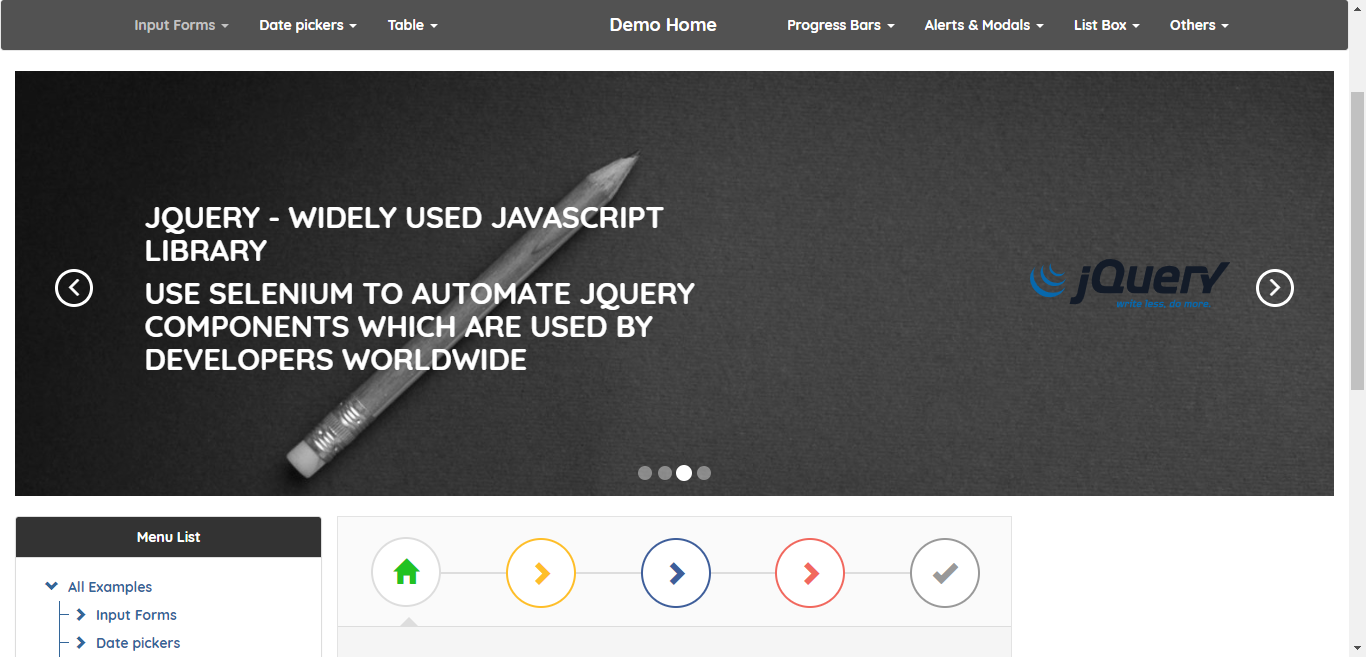 Input Forms Date pickers Table Demo Home Progress Bars Alerts & Modals List Box Others
JQUERY - WIDELY USED JAVASCRIPT
LIBRARY
USE SELENIUM TO AUTOMATE JQUERY
COMPONENTS WHICH ARE USED BY
DEVELOPERS WORLDWIDE
jQuery
write less, do more.
Menu List
All Examples
Input Forms
Date pickers